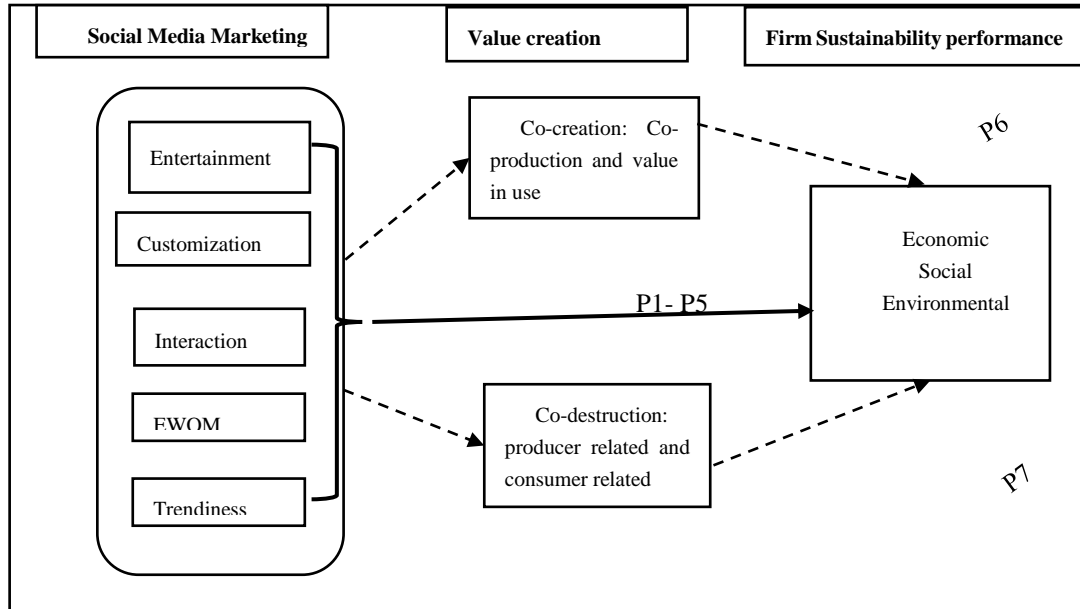 Social Media Marketing
Value creation
Firm Sustainability performance
Entertainment
Customization
Interaction
EWOM
Trendiness
Co-creation: Co-
production and value
in use
P1- P5
Co-destruction:
producer related and
consumer related
P6
Economic
Social
Environmental
P7